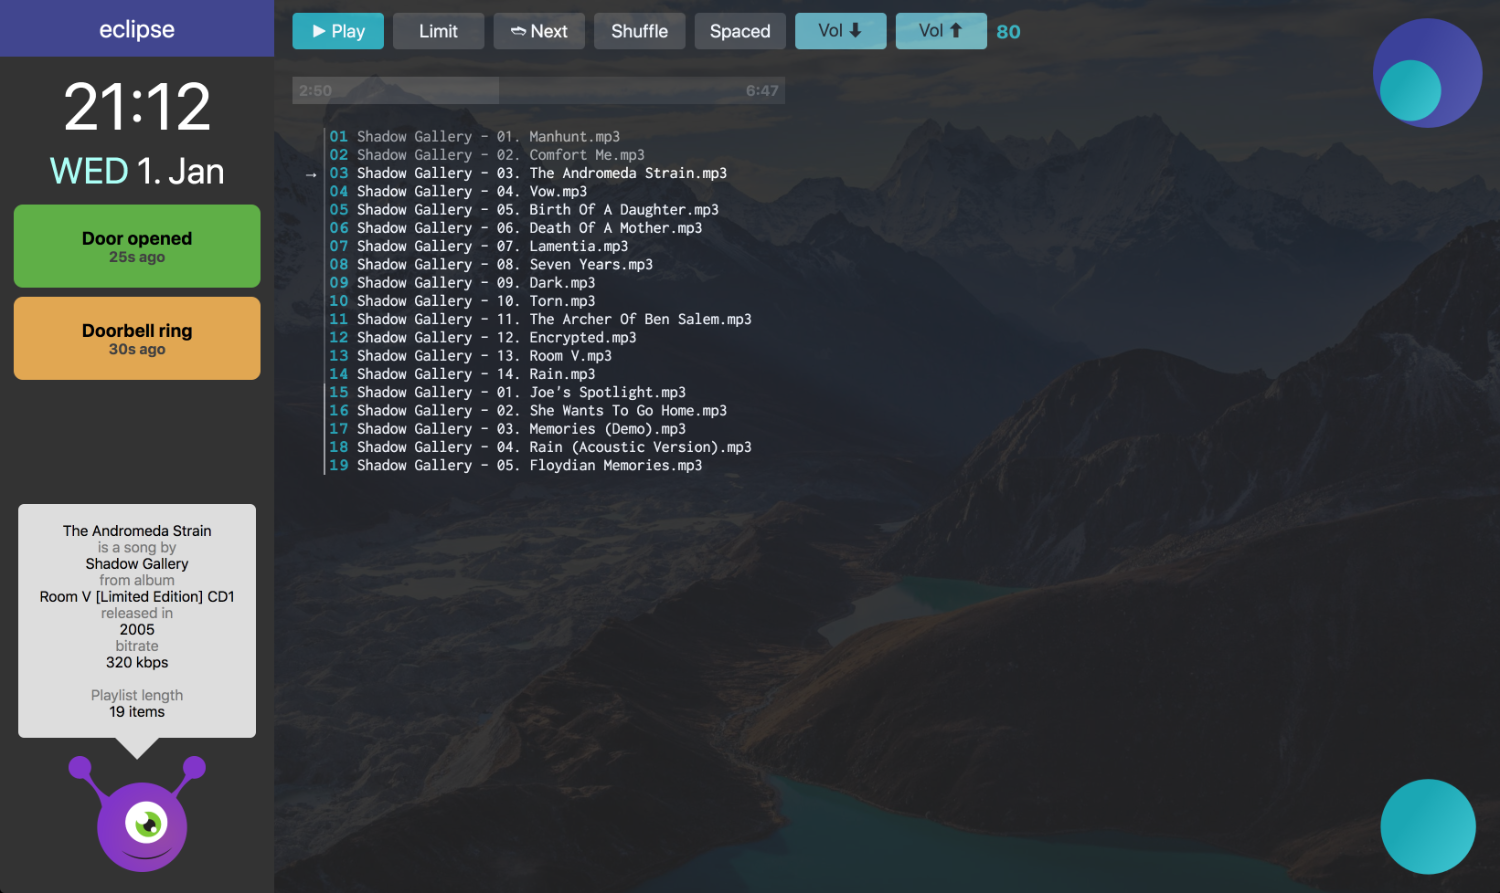 eclipse
21:12
WED 1. Jan
Door opened
25s ago
Doorbell ring
30s ago
The Andromeda Strain
is a song by
Shadow Gallery
from album
Room V [Limited Edition] CD1
released in
2005
bitrate
320 kbps
Playlist length
19 items
Play Limit Next Shuffle Spaced Vol Vol 80
2:50 6:47
01 Shadow Gallery - 01. Manhunt.mp3
02 Shadow Gallery - 02. Comfort Me.mp3
→ 03 Shadow Gallery - 03. The Andromeda Strain.mp3
04 Shadow Gallery - 04. Vow.mp3
05 Shadow Gallery - 05. Birth Of A Daughter.mp3
06 Shadow Gallery - 06. Death Of A Mother.mp3
07 Shadow Gallery - 07. Lamentia.mp3
08 Shadow Gallery - 08. Seven Years.mp3
09 Shadow Gallery - 09. Dark.mp3
10 Shadow Gallery - 10. Torn.mp3
11 Shadow Gallery - 11. The Archer Of Ben Salem.mp3
12 Shadow Gallery - 12. Encrypted.mp3
13 Shadow Gallery - 13. Room V.mp3
14 Shadow Gallery - 14. Rain.mp3
15 Shadow Gallery - 01. Joe's Spotlight.mp3
16 Shadow Gallery - 02. She Wants To Go Home.mp3
17 Shadow Gallery - 03. Memories (Demo).mp3
18 Shadow Gallery - 04. Rain (Acoustic Version).mp3
19 Shadow Gallery - 05. Floydian Memories.mp3